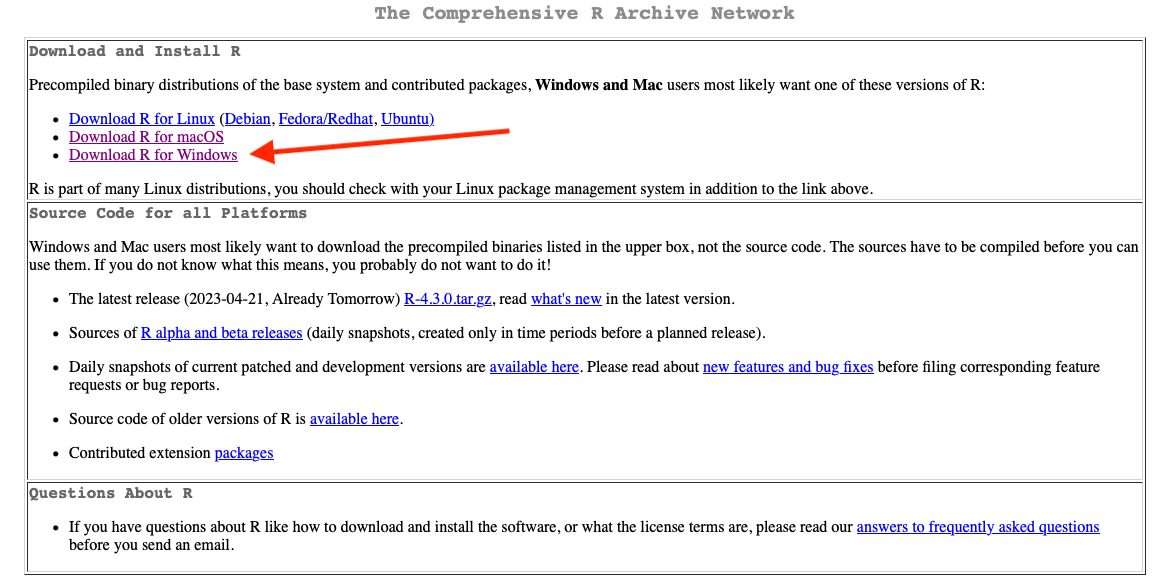 The Comprehensive R Archive Network
Download and Install R
Precompiled binary distributions of the base system and contributed packages, Windows and Mac users most likely want one of these versions of R:
Download R for Linux (Debian, Fedora/Redhat, Ubuntu)
Download R for macOS
Download R for Windows
R is part of many Linux distributions, you should check with your Linux package management system in addition to the link above.
Source Code for all Platforms
Windows and Mac users most likely want to download the precompiled binaries listed in the upper box, not the source code. The sources have to be compiled before you can
use them. If you do not know what this means, you probably do not want to do it!
The latest release (2023-04-21, Already Tomorrow) R-4.3.0.tar.gz, read what's new in the latest version.
Sources of R alpha and beta releases (daily snapshots, created only in time periods before a planned release).
Daily snapshots of current patched and development versions are available here. Please read about new features and bug fixes before filing corresponding feature
requests or bug reports.
Source code of older versions of R is available here.
Contributed extension packages
Questions About R
If you have questions about R like how to download and install the software, or what the license terms are, please read our answers to frequently asked questions
before you send an email.